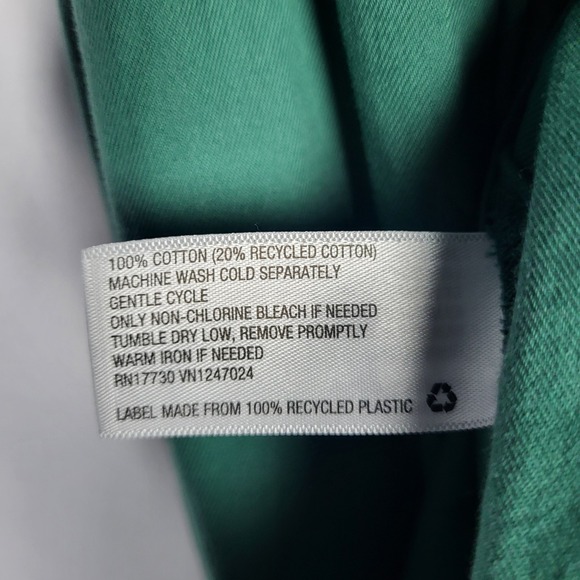 100% COTTON (20% RECYCLED COTTON)
MACHINE WASH COLD SEPARATELY
GENTLE CYCLE
ONLY NON-CHLORINE BLEACH IF NEEDED
TUMBLE DRY LOW, REMOVE PROMPTLY
WARM IRON IF NEEDED
RN17730 VN1247024
LABEL MADE FROM 100% RECYCLED PLASTIC